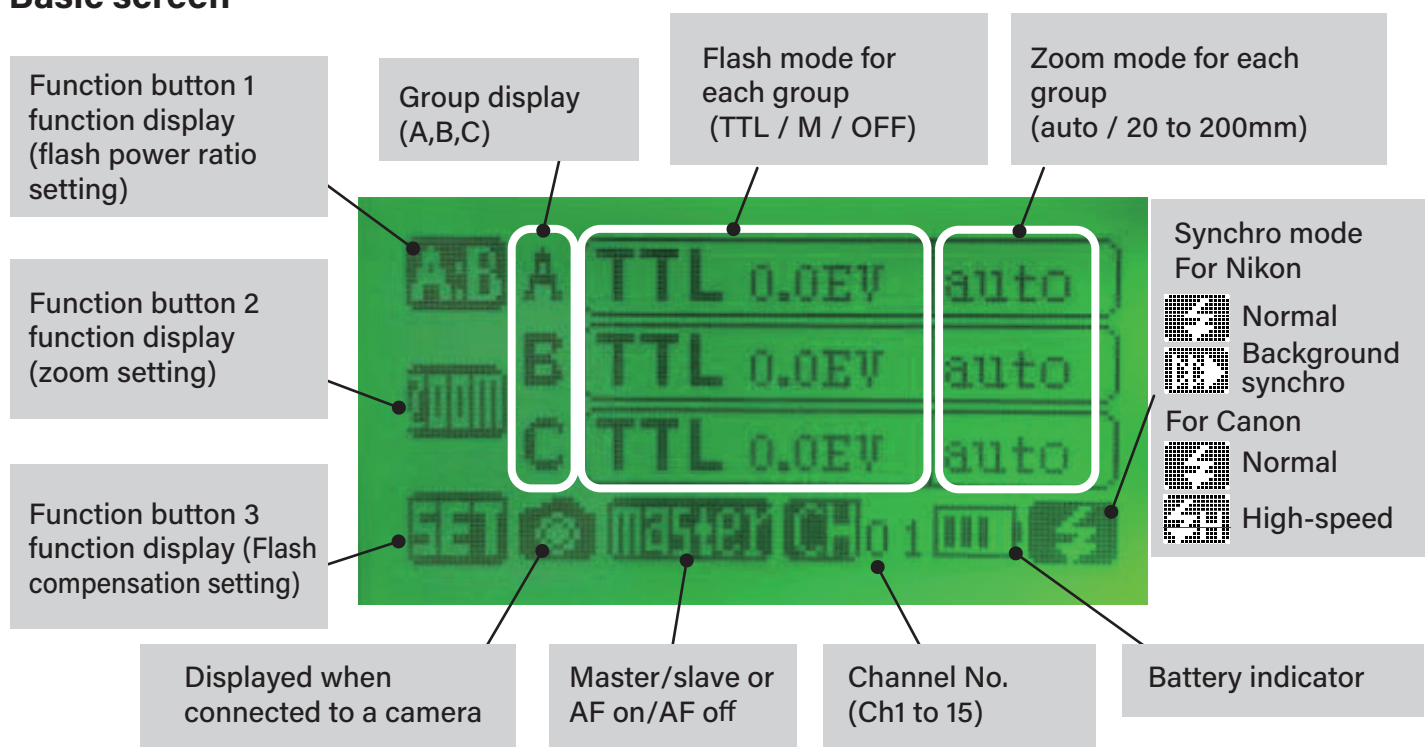 Basic screen
Function button 1
function display
(flash power ratio
setting)
Group display
(A,B,C)
Flash mode for
each group
(TTL / M / OFF)
Zoom mode for each
group
(auto / 20 to 200mm)
Function button 2
function display
(zoom setting)
Function button 3
function display (Flash
compensation setting)
A:B A TTL 0.0EV auto
B TTL 0.0EV auto
zoom
C TTL 0.0EV auto
SET master CH 01
Synchro mode
For Nikon
Normal
Background
synchro
For Canon
Normal
H
High-speed
Displayed when
connected to a camera
Master/slave or
AF on/AF off
Channel No.
(Ch1 to 15)
Battery indicator